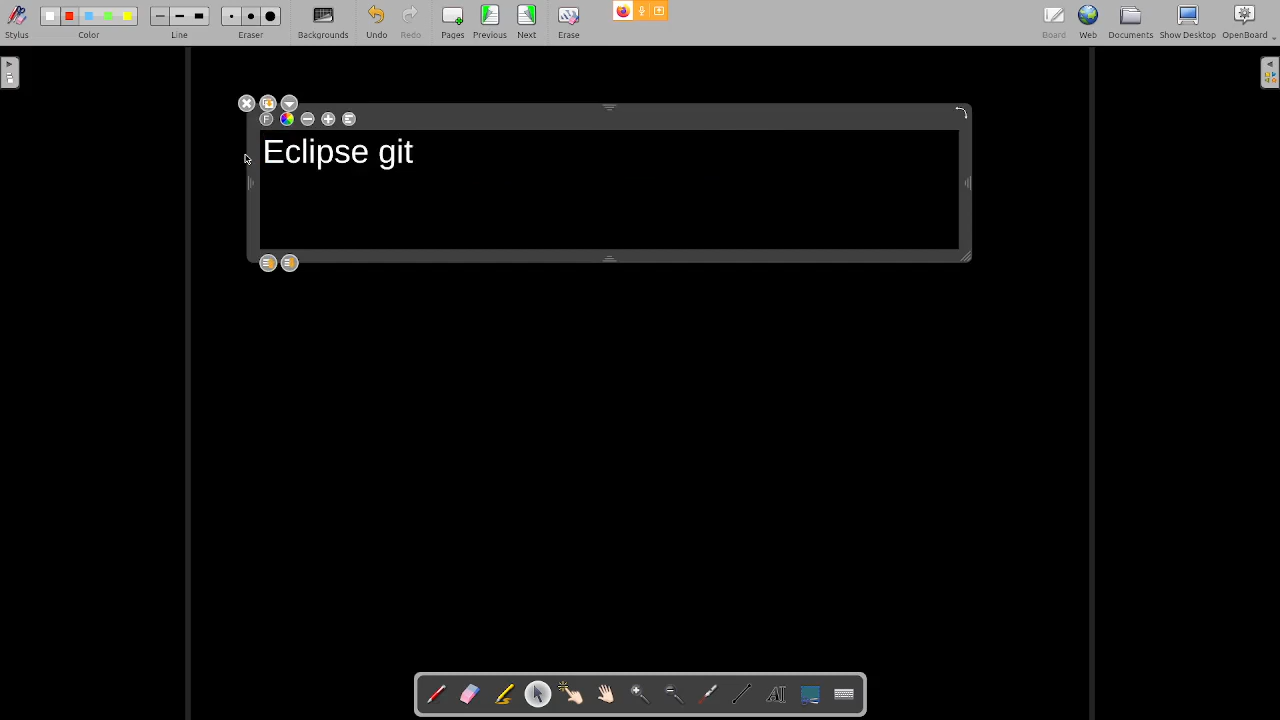 Stylus Color Line Eraser Backgrounds Undo Redo Pages Previous Next Erase Board Web Documents Show Desktop OpenBoard
F
Eclipse git
AI